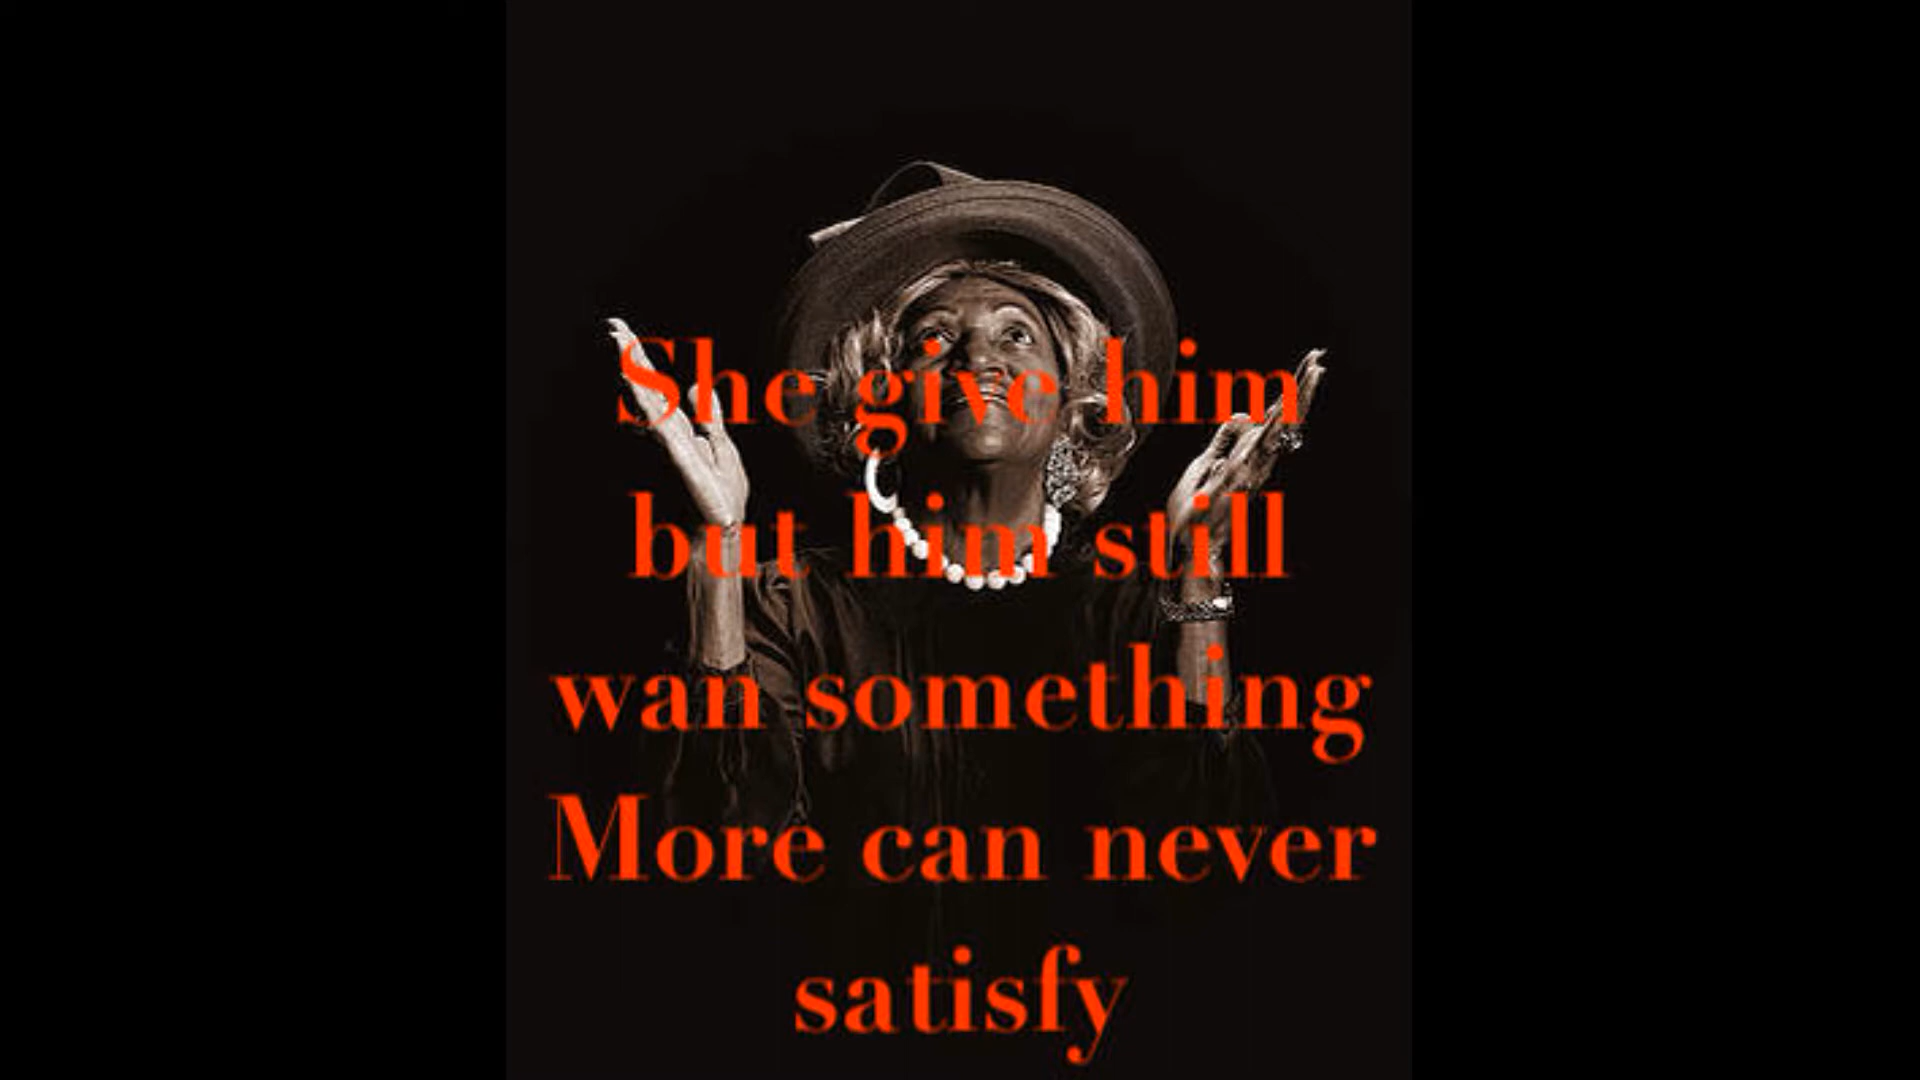 She give him
but him still
wan something
More can never
satisfy